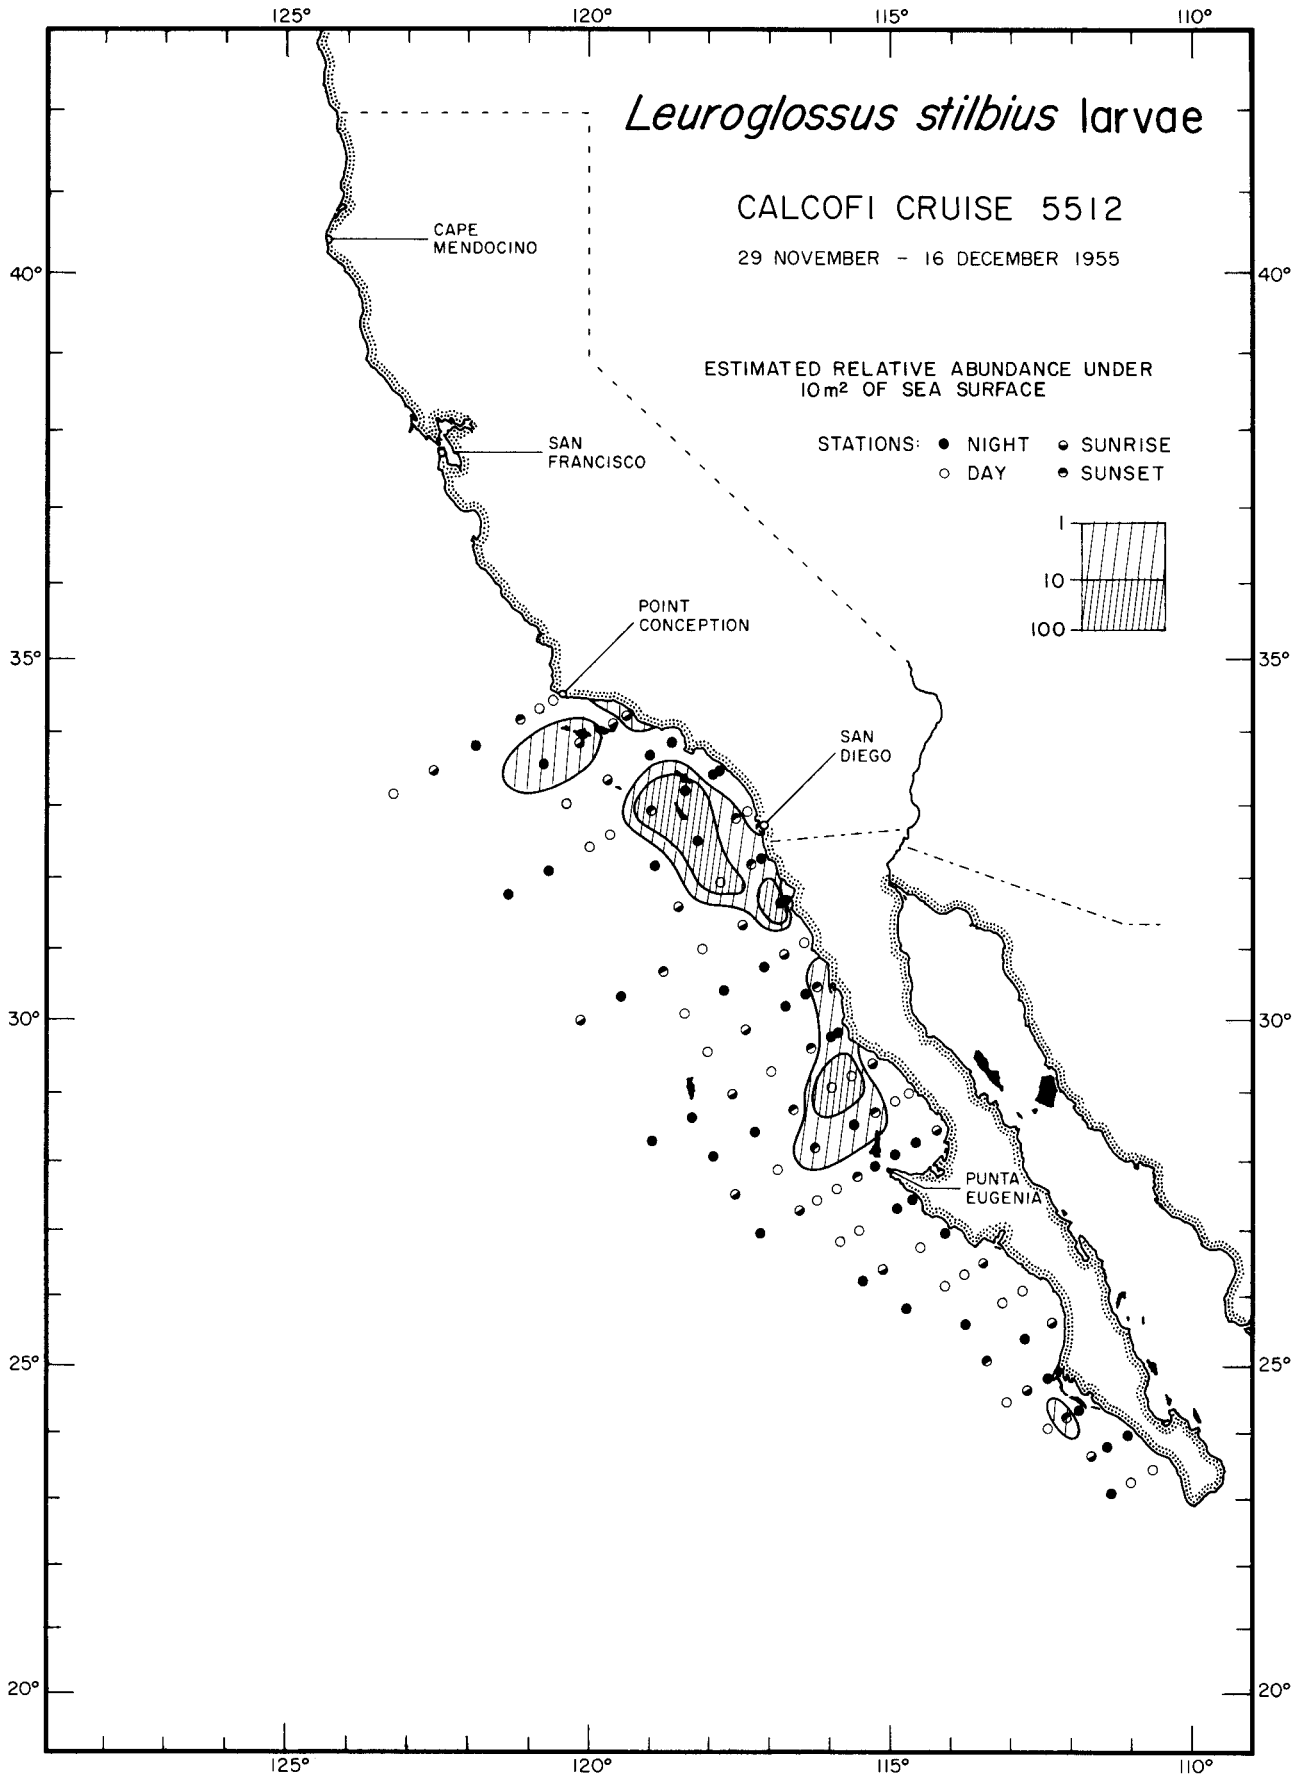 125° 120° 115° 110°
Leuroglossus stilbius larvae
CALCOFI CRUISE 5512
29 NOVEMBER - 16 DECEMBER 1955
CAPE
MENDOCINO
40° 40°
ESTIMATED RELATIVE ABUNDANCE UNDER
10m² OF SEA SURFACE
STATIONS: NIGHT SUNRISE
DAY SUNSET
SAN
FRANCISCO
1
10
100
POINT
CONCEPTION
35° 35°
SAN
DIEGO
30° 30°
PUNTA
EUGENIA
25° 25°
20° 20°
125° 120° 115° 110°